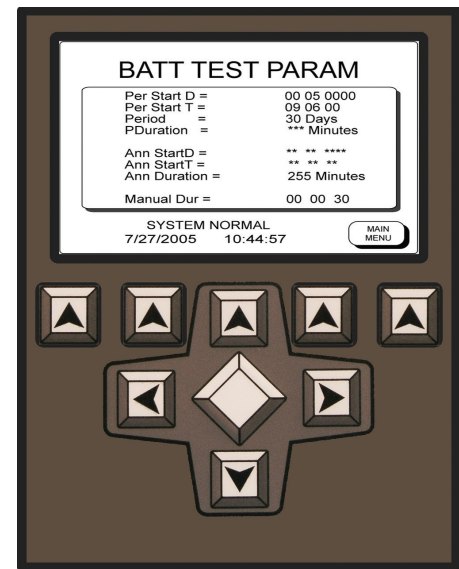 BATT TEST PARAM
Per Start D = 00 05 0000
Per Start T = 09 06 00
Period = 30 Days
PDuration = *** Minutes
Ann StartD = ** ** ****
Ann StartT = ** ** **
Ann Duration = 255 Minutes
Manual Dur = 00 00 30
SYSTEM NORMAL
7/27/2005 10:44:57
MAIN
MENU